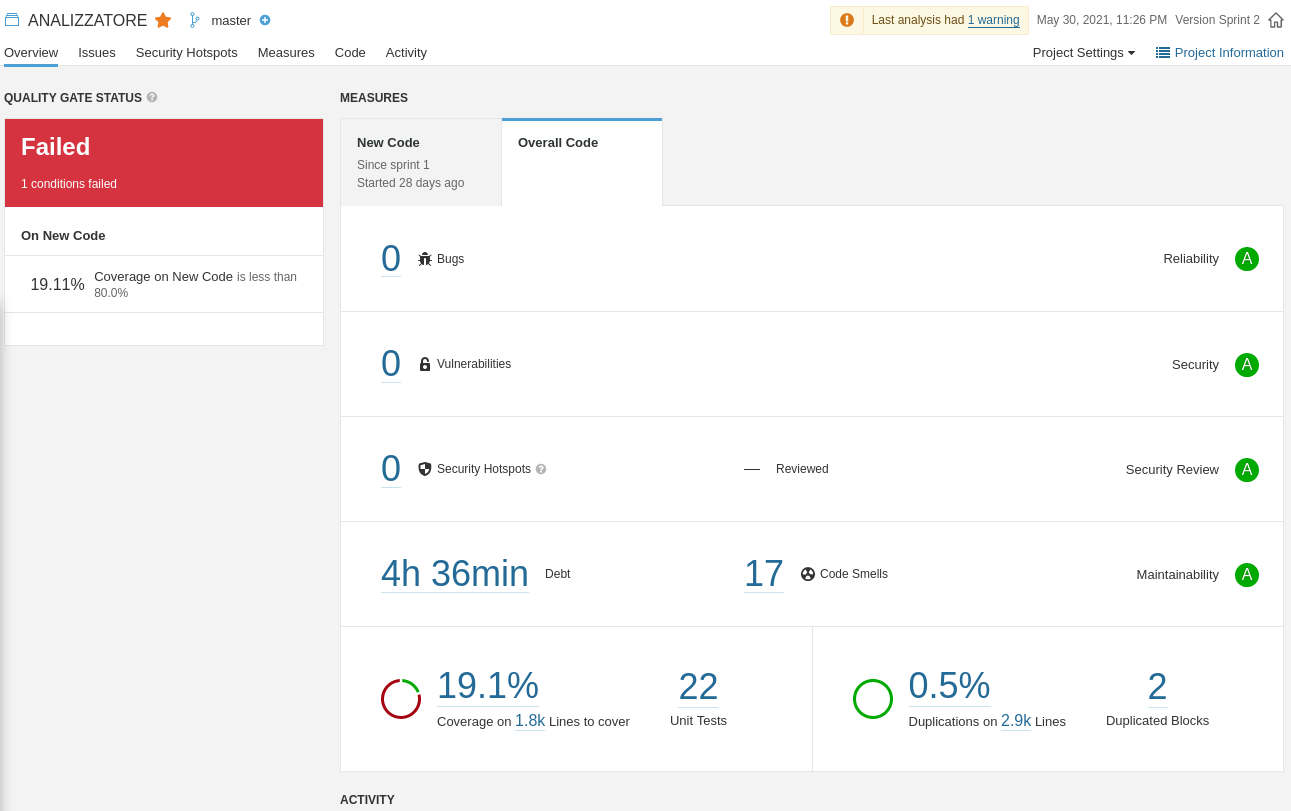 ANALIZZATORE master Last analysis had 1 warning May 30, 2021, 11:26 PM Version Sprint 2
Overview Issues Security Hotspots Measures Code Activity Project Settings Project Information
QUALITY GATE STATUS ?
Failed
1 conditions failed
On New Code
19.11% Coverage on New Code is less than
80.0%
MEASURES
New Code
Since sprint 1
Started 28 days ago
Overall Code
0 Bugs Reliability A
0 Vulnerabilities Security A
0 Security Hotspots ? — Reviewed Security Review A
4h 36min Debt 17 Code Smells Maintainability A
19.1%
Coverage on 1.8k Lines to cover
22
Unit Tests
0.5%
Duplications on 2.9k Lines
2
Duplicated Blocks
ACTIVITY